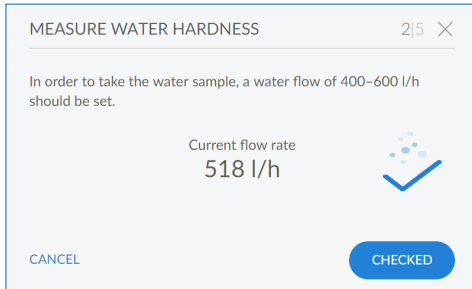 MEASURE WATER HARDNESS 2|5
In order to take the water sample, a water flow of 400–600 l/h
should be set.
Current flow rate
518 l/h
CANCEL CHECKED